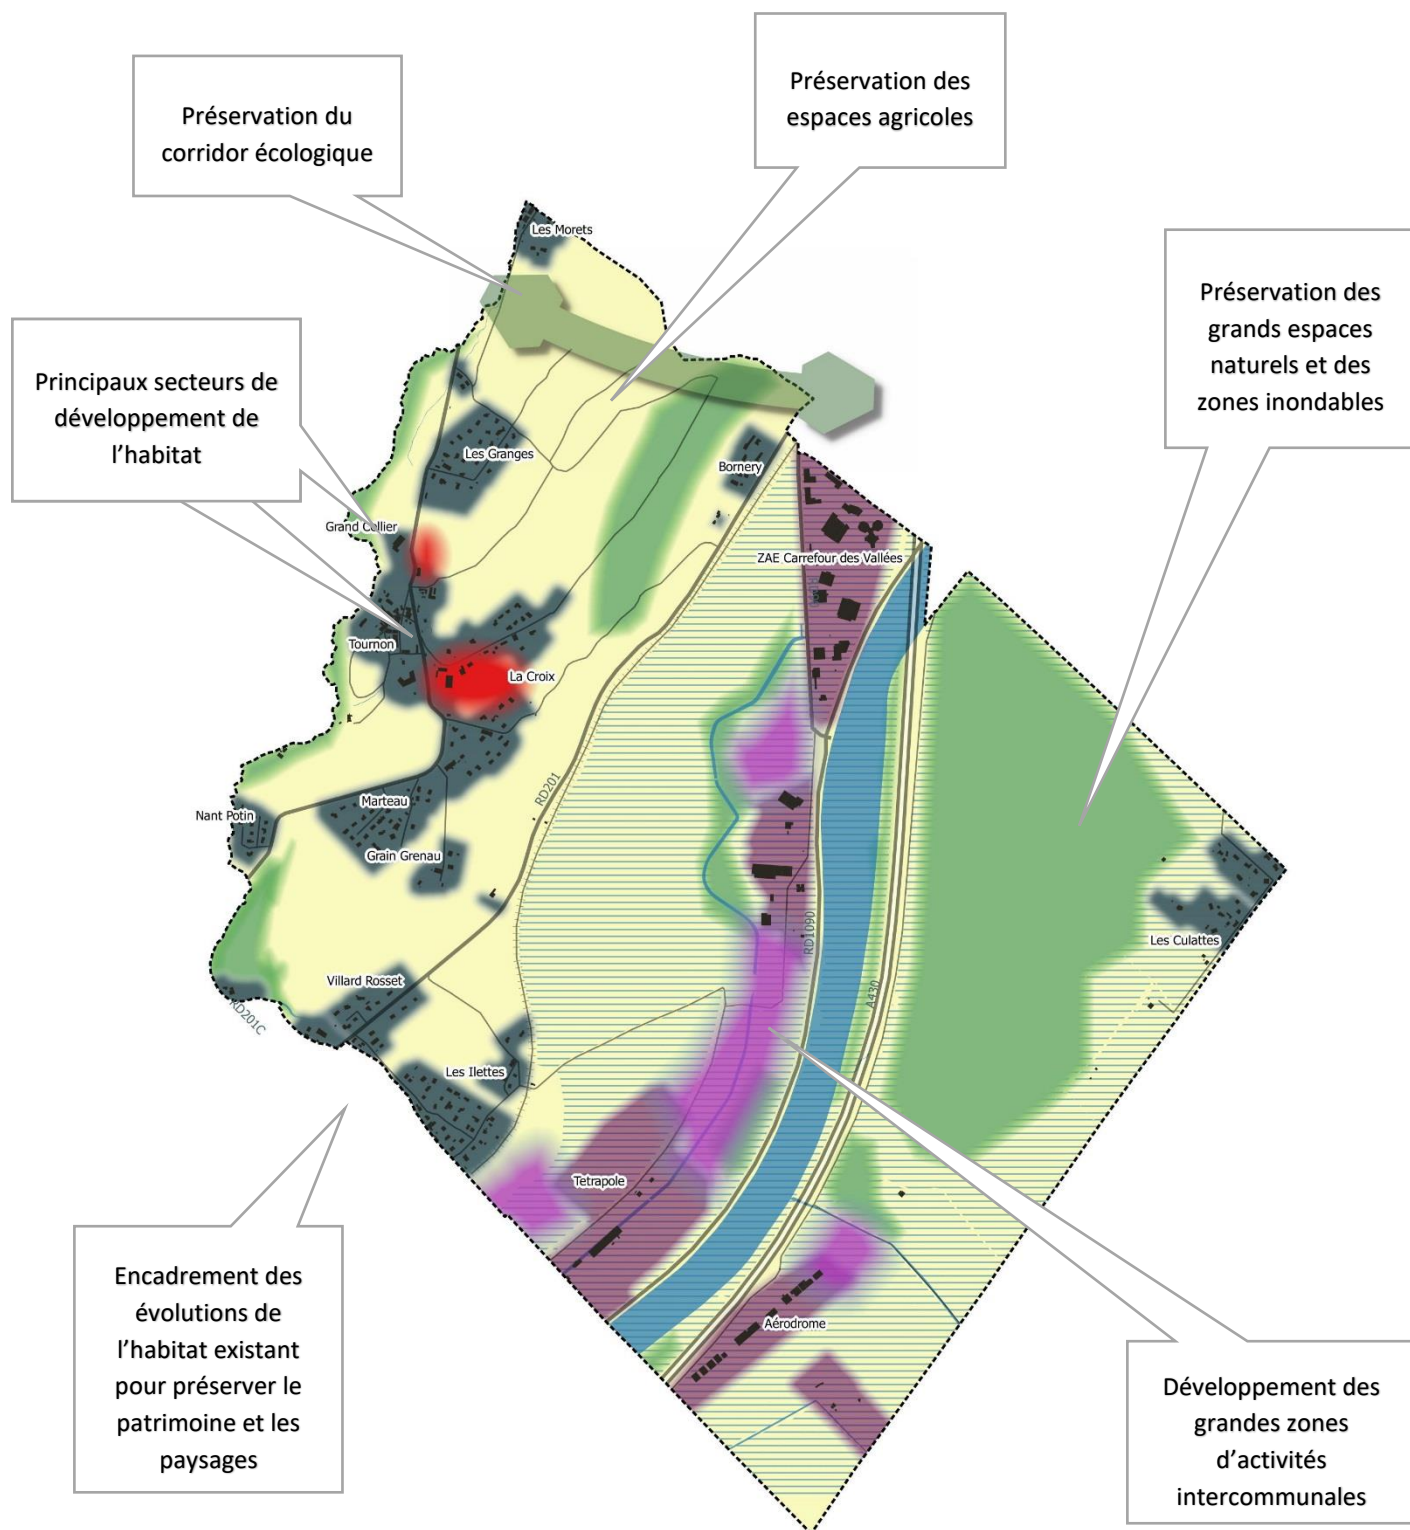 Préservation du
corridor écologique
Préservation des
espaces agricoles
Préservation des
grands espaces
naturels et des
zones inondables
Principaux secteurs de
développement de
l'habitat
Les Morets
Les Granges
Bornery
Grand Cellier
ZAE Carrefour des Vallées
Tournon
La Croix
RD201
Marteau
Nant Potin
Grain Grenau
RD1090
Les Culattes
Villard Rosset
A430
RD201C
Les Ilettes
Tetrapole
Aérodrome
Encadrement des
évolutions de
l'habitat existant
pour préserver le
patrimoine et les
paysages
Développement des
grandes zones
d'activités
intercommunales